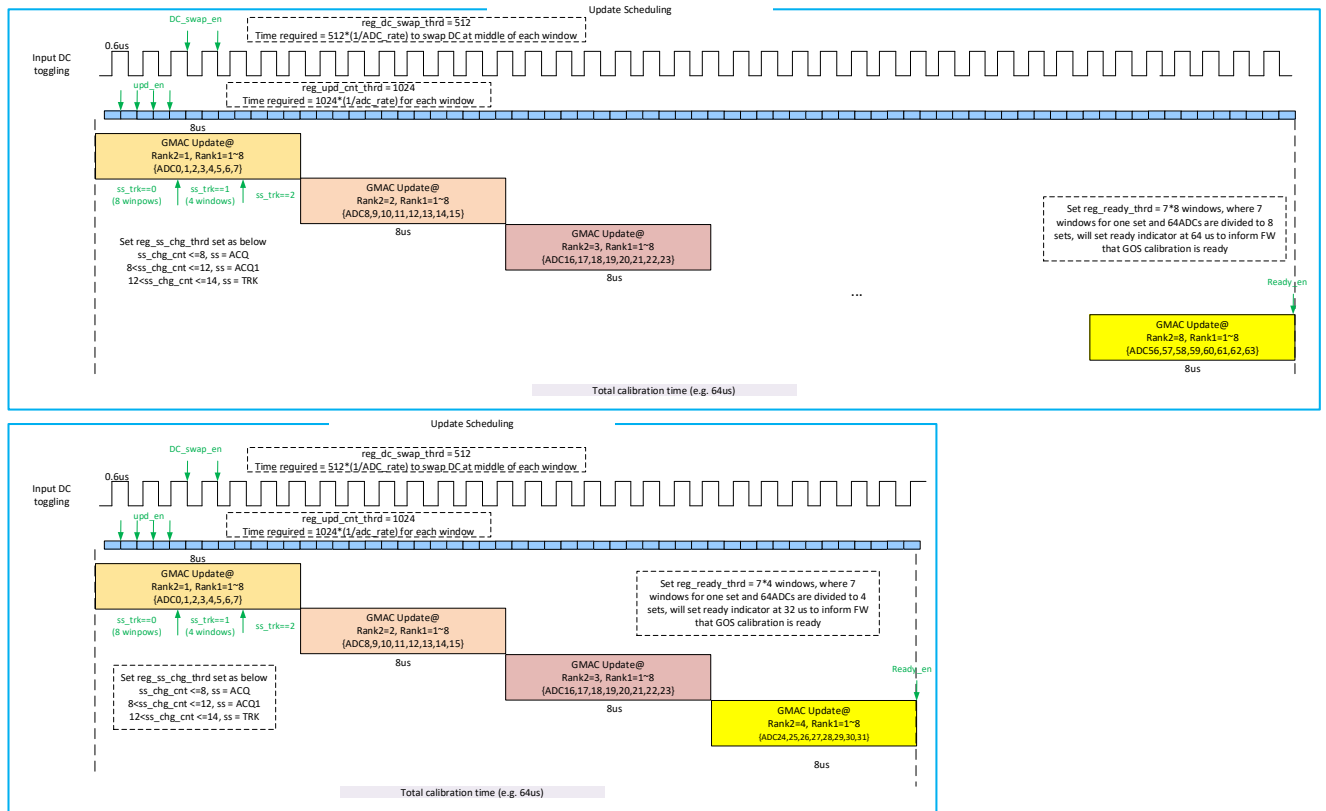 Update Scheduling
DC_swap_en
reg_dc_swap_thrd = 512
Time required = 512*(1/ADC_rate) to swap DC at middle of each window
0.6us
Input DC
toggling
upd_en
reg_upd_cnt_thrd = 1024
Time required = 1024*(1/adc_rate) for each window
8us
GMAC Update@
Rank2=1, Rank1=1~8
{ADC0,1,2,3,4,5,6,7}
ss_trk==0
(8 winpows)
ss_trk==1
(4 windows)
ss_trk==2
GMAC Update@
Rank2=2, Rank1=1~8
{ADC8,9,10,11,12,13,14,15}
8us
GMAC Update@
Rank2=3, Rank1=1~8
{ADC16,17,18,19,20,21,22,23}
8us
Set reg_ss_chg_thrd set as below
ss_chg_cnt <=8, ss = ACQ
8<ss_chg_cnt <=12, ss = ACQ1
12<ss_chg_cnt <=14, ss = TRK
Set reg_ready_thrd = 7*8 windows, where 7
windows for one set and 64ADCs are divided to 8
sets, will set ready indicator at 64 us to inform FW
that GOS calibration is ready
...
Ready_en
GMAC Update@
Rank2=8, Rank1=1~8
{ADC56,57,58,59,60,61,62,63}
8us
Total calibration time (e.g. 64us)
Update Scheduling
DC_swap_en
reg_dc_swap_thrd = 512
Time required = 512*(1/ADC_rate) to swap DC at middle of each window
0.6us
Input DC
toggling
upd_en
reg_upd_cnt_thrd = 1024
Time required = 1024*(1/adc_rate) for each window
8us
GMAC Update@
Rank2=1, Rank1=1~8
{ADC0,1,2,3,4,5,6,7}
ss_trk==0
(8 winpows)
ss_trk==1
(4 windows)
ss_trk==2
GMAC Update@
Rank2=2, Rank1=1~8
{ADC8,9,10,11,12,13,14,15}
8us
Set reg_ready_thrd = 7*4 windows, where 7
windows for one set and 64ADCs are divided to 4
sets, will set ready indicator at 32 us to inform FW
that GOS calibration is ready
GMAC Update@
Rank2=3, Rank1=1~8
{ADC16,17,18,19,20,21,22,23}
8us
Ready_en
Set reg_ss_chg_thrd set as below
ss_chg_cnt <=8, ss = ACQ
8<ss_chg_cnt <=12, ss = ACQ1
12<ss_chg_cnt <=14, ss = TRK
GMAC Update@
Rank2=4, Rank1=1~8
{ADC24,25,26,27,28,29,30,31}
8us
Total calibration time (e.g. 64us)